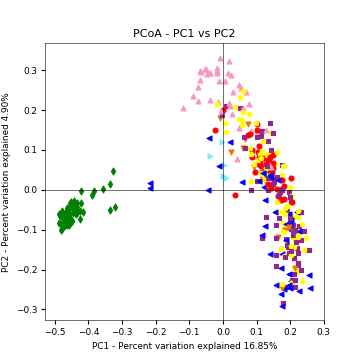 PCoA - PC1 vs PC2
PC2 - Percent variation explained 4.90%
0.3
0.2
0.1
0.0
−0.1
−0.2
−0.3
−0.5 −0.4 −0.3 −0.2 −0.1 0.0 0.1 0.2 0.3
PC1 - Percent variation explained 16.85%